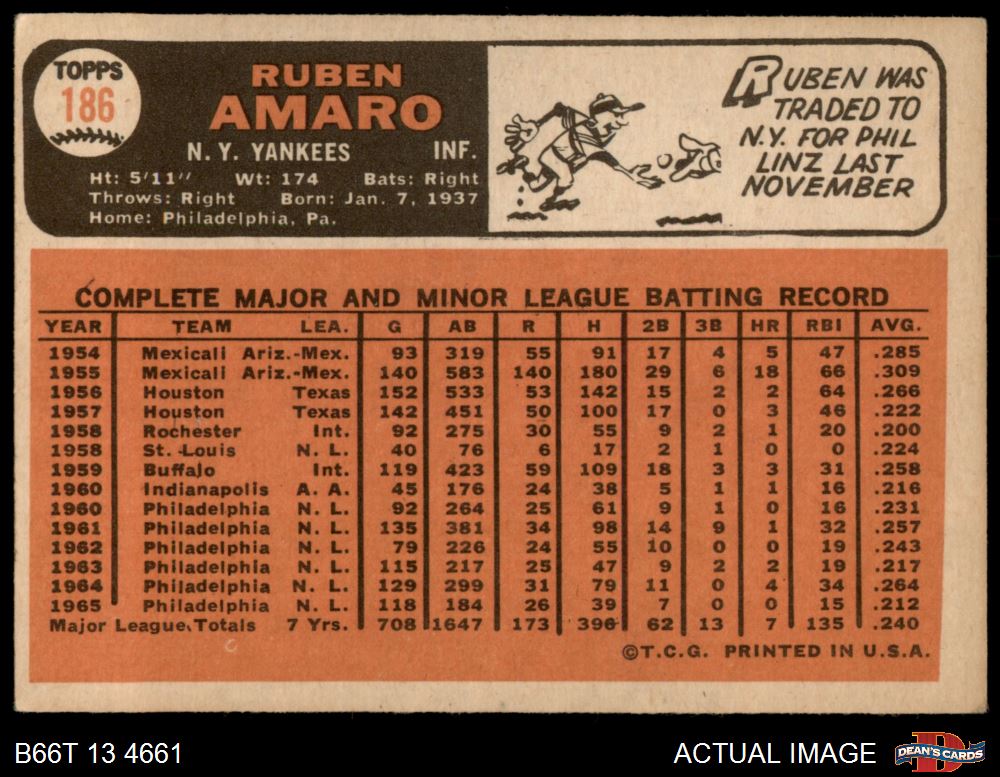 TOPPS
186
RUBEN
AMARO
N. Y. YANKEES INF.
Ht: 5'11" Wt: 174 Bats: Right
Throws: Right Born: Jan. 7, 1937
Home: Philadelphia, Pa.
RUBEN WAS
TRADED TO
N.Y. FOR PHIL
LINZ LAST
NOVEMBER
COMPLETE MAJOR AND MINOR LEAGUE BATTING RECORD
YEAR TEAM LEA. G AB R H 2B 3B HR RBI AVG.
1954 Mexicali Ariz.-Mex. 93 319 55 91 17 4 5 47 .285
1955 Mexicali Ariz.-Mex. 140 583 140 180 29 6 18 66 .309
1956 Houston Texas 152 533 53 142 15 2 2 64 .266
1957 Houston Texas 142 451 50 100 17 0 3 46 .222
1958 Rochester Int. 92 275 30 55 9 2 1 20 .200
1958 St. Louis N. L. 40 76 6 17 2 1 0 0 .224
1959 Buffalo Int. 119 423 59 109 18 3 3 31 .258
1960 Indianapolis A. A. 45 176 24 38 5 1 1 16 .216
1960 Philadelphia N. L. 92 264 25 61 9 1 0 16 .231
1961 Philadelphia N. L. 135 381 34 98 14 9 1 32 .257
1962 Philadelphia N. L. 79 226 24 55 10 0 0 19 .243
1963 Philadelphia N. L. 115 217 25 47 9 2 2 19 .217
1964 Philadelphia N. L. 129 299 31 79 11 0 4 34 .264
1965 Philadelphia N. L. 118 184 26 39 7 0 0 15 .212
Major League Totals 7 Yrs. 708 1647 173 396 62 13 7 135 .240
©T.C.G. PRINTED IN U.S.A.
B66T 13 4661
ACTUAL IMAGE
DEAN'S CARDS